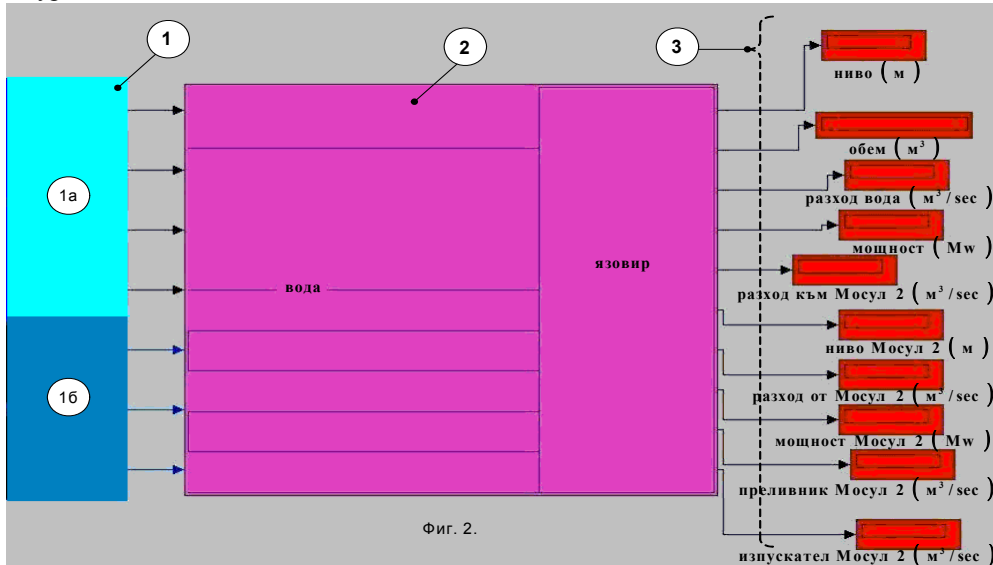 1
2
3
ниво ( м )
обем ( м³ )
1а
разход вода ( м³/sec )
мощност ( Mw )
язовир
вода
разход към Мосул 2 ( м³/sec )
ниво Мосул 2 ( м )
разход от Мосул 2 ( м³/sec )
1б
мощност Мосул 2 ( Mw )
преливник Мосул 2 ( м³/sec )
Фиг. 2.
изпускател Мосул 2 ( м³/sec )